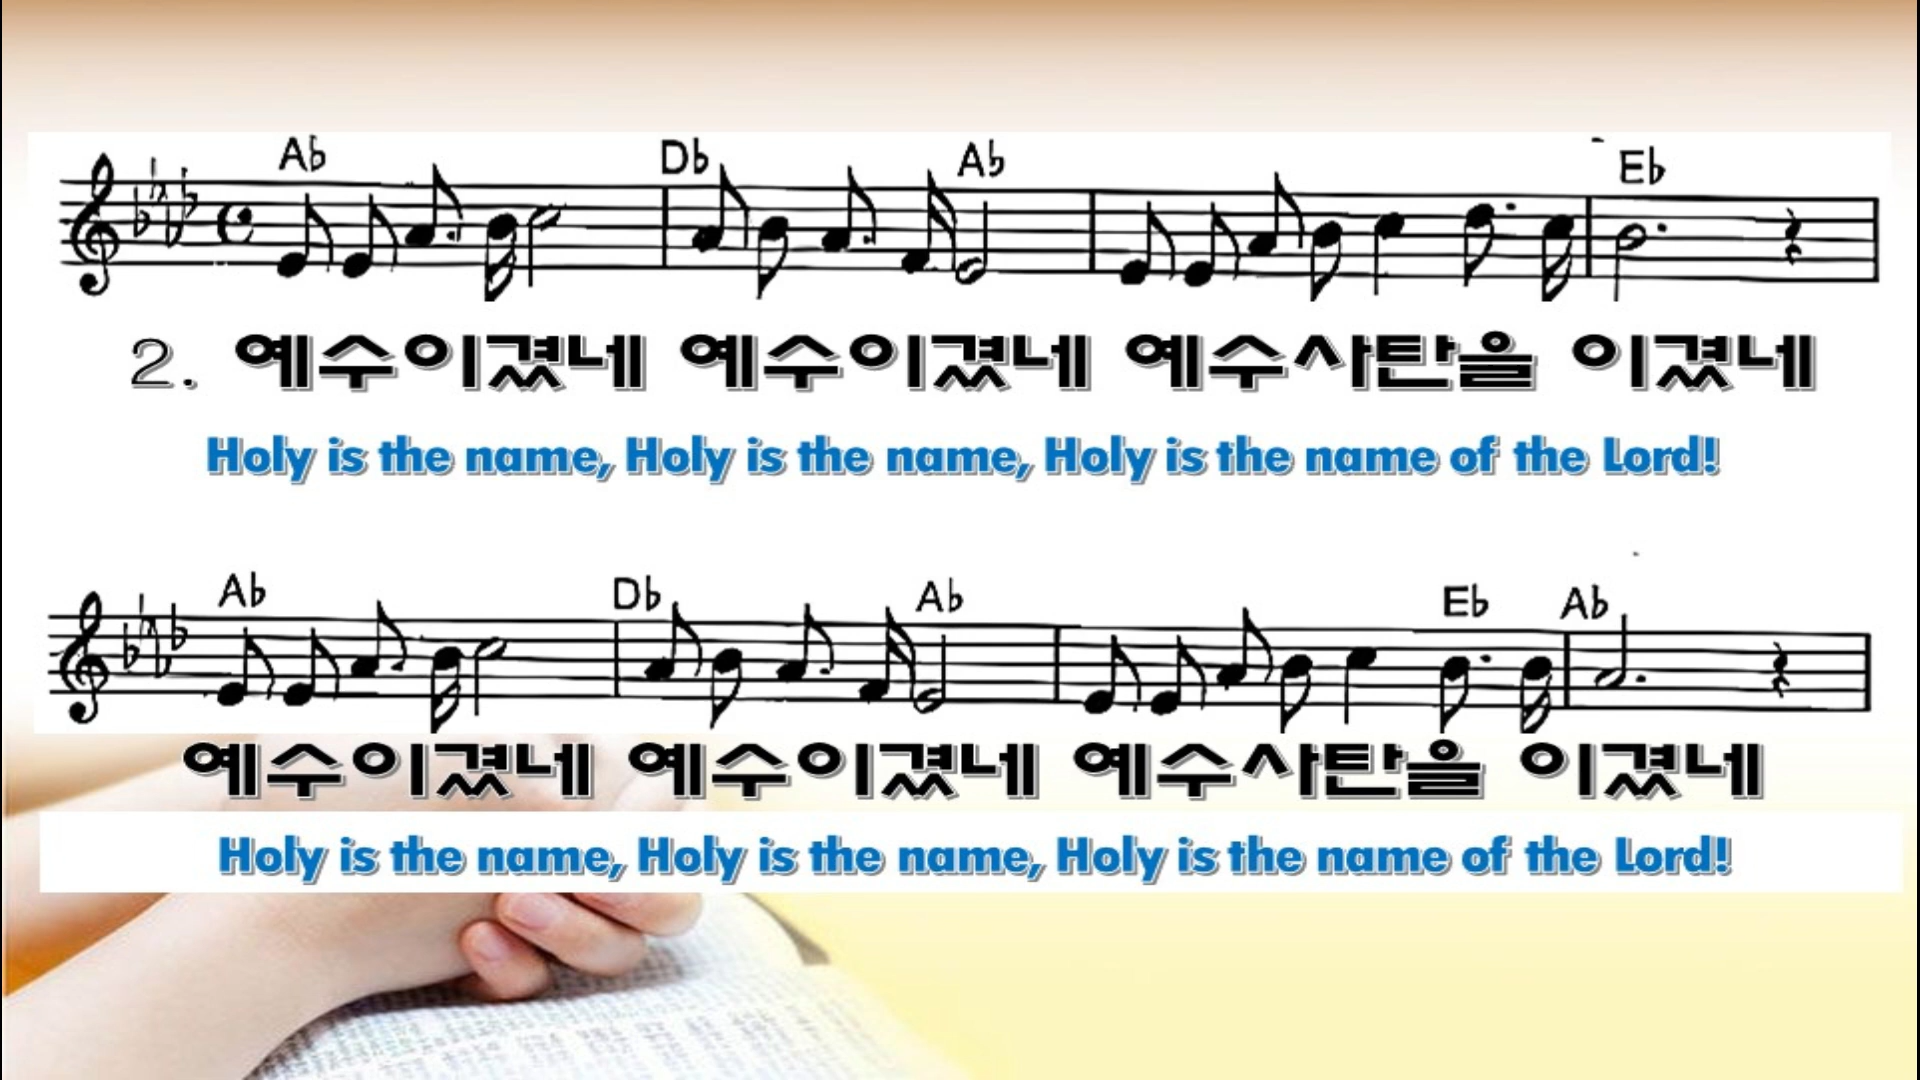 Ab Db Ab Eb
2. 예수이겼네 예수이겼네 예수사탄을 이겼네
Holy is the name, Holy is the name, Holy is the name of the Lord!
Ab Db Ab Eb Ab
예수이겼네 예수이겼네 예수사탄을 이겼네
Holy is the name, Holy is the name, Holy is the name of the Lord!